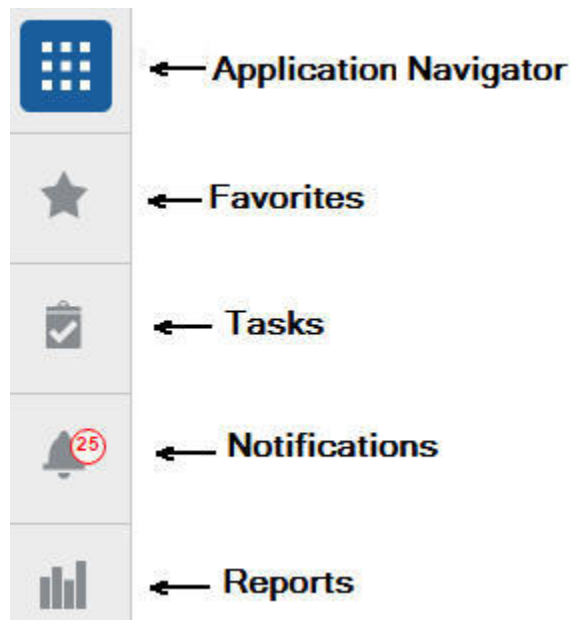 Application Navigator
Favorites
Tasks
25
Notifications
Reports